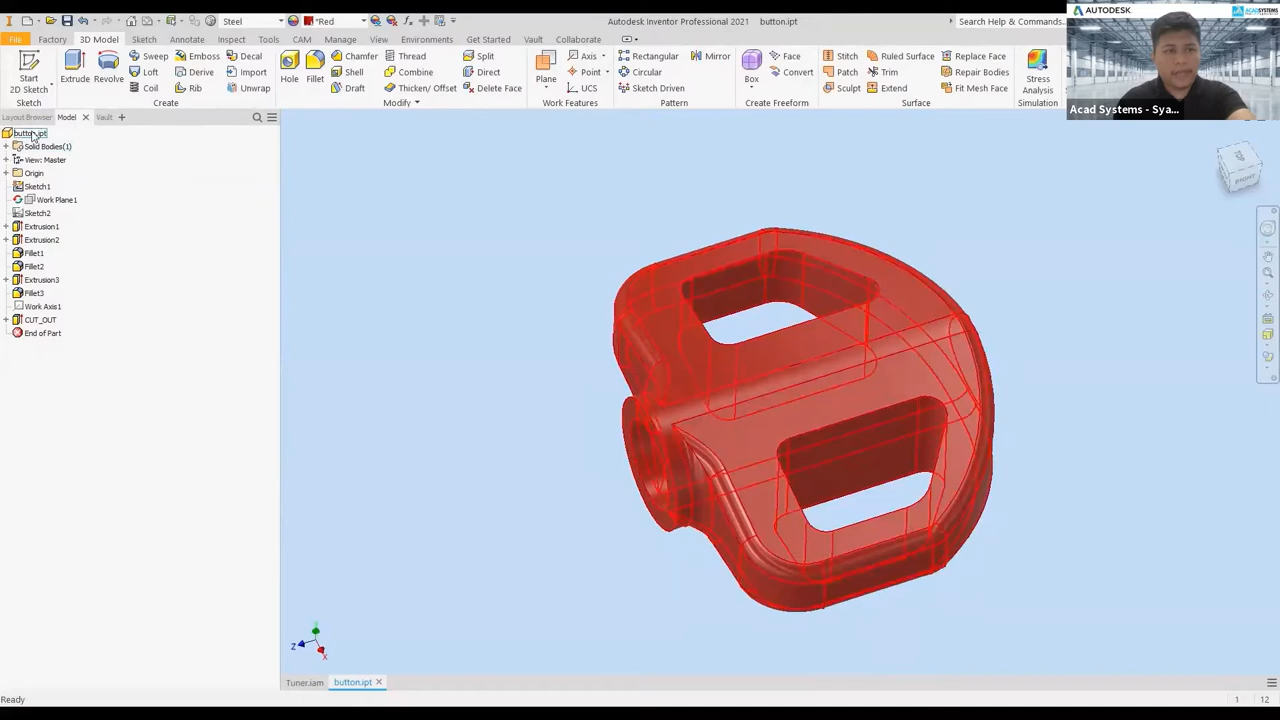 Steel
*Red
Autodesk Inventor Professional 2021 button.ipt
Search Help & Commands...
File Factory 3D Model Sketch Annotate Inspect Tools CAM Manage View Environments Get Started Vault Collaborate
Start
2D Sketch
Sketch
Extrude
Revolve
Sweep
Loft
Coil
Emboss
Derive
Rib
Decal
Import
Unwrap
Create
Hole
Fillet
Chamfer
Shell
Draft
Thread
Combine
Thicken/ Offset
Split
Direct
Delete Face
Modify
Plane
Axis
Point
UCS
Work Features
Rectangular
Circular
Sketch Driven
Mirror
Pattern
Box
Face
Convert
Create Freeform
Stitch
Patch
Sculpt
Ruled Surface
Trim
Extend
Replace Face
Repair Bodies
Fit Mesh Face
Surface
Stress
Analysis
Simulation
AUTODESK
ACADSYSTEMS
Acad Systems - Sya...
Layout Browser Model Vault
button.ipt
Solid Bodies(1)
View: Master
Origin
Sketch1
Work Plane1
Sketch2
Extrusion1
Extrusion2
Fillet1
Fillet2
Extrusion3
Fillet3
Work Axis1
CUT_OUT
End of Part
TOP
FRONT
Z
X
Tuner.iam button.ipt
Ready
1 12